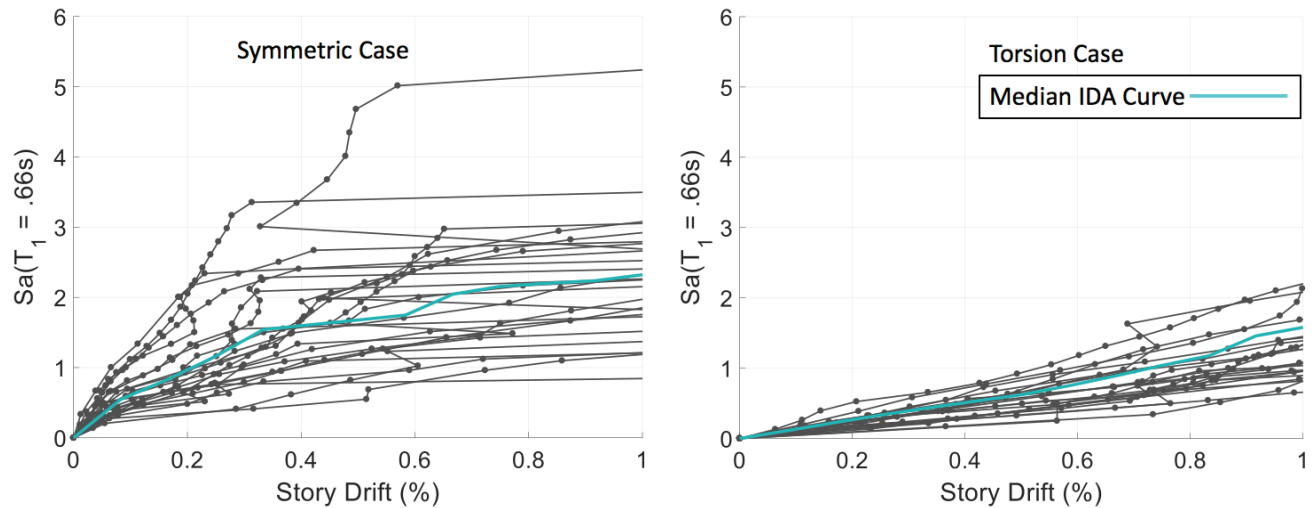 Symmetric Case
6
5
4
3
2
1
0
Sa(T₁ = .66s)
0 0.2 0.4 0.6 0.8 1
Story Drift (%)
Torsion Case
Median IDA Curve
6
5
4
3
2
1
0
Sa(T₁ = .66s)
0 0.2 0.4 0.6 0.8 1
Story Drift (%)